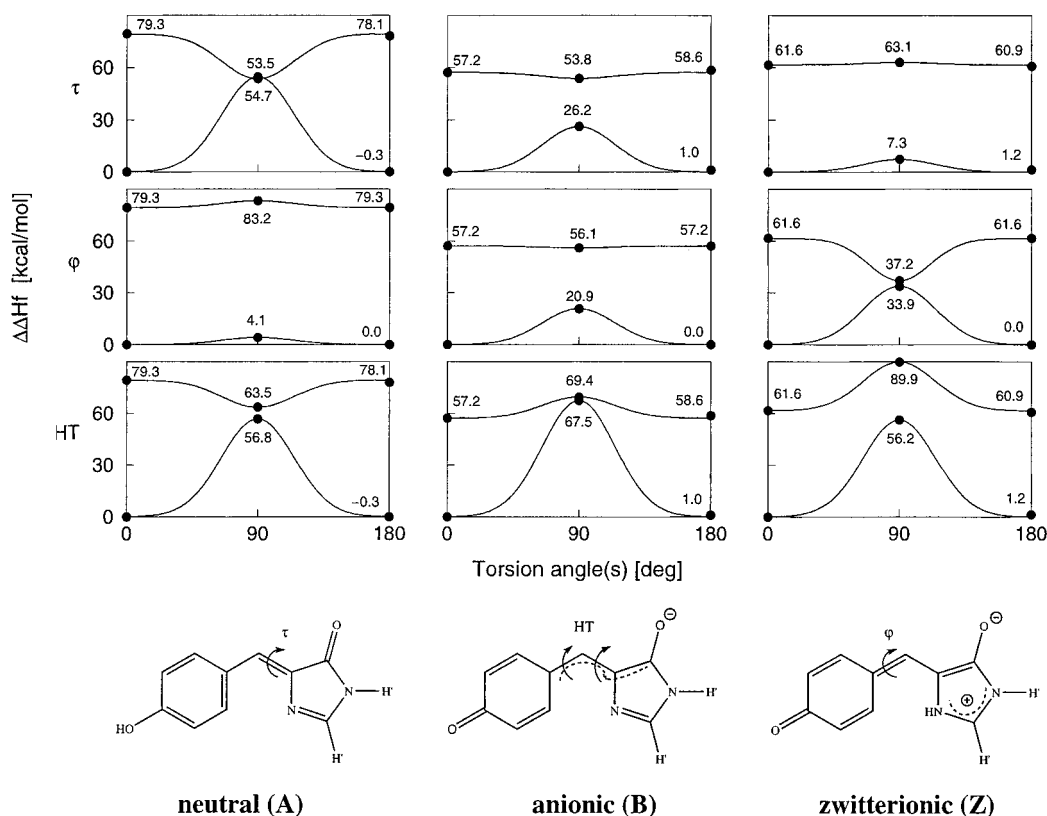 79.3 78.1 57.2 53.8 58.6 61.6 63.1 60.9
τ 60 53.5
54.7 26.2
30 7.3
0 −0.3 1.0 1.2
79.3 79.3 57.2 56.1 57.2 61.6 61.6
φ 60 83.2 37.2
30 4.1 20.9 33.9
0 0.0 0.0 0.0
ΔΔHf [kcal/mol]
79.3 78.1 57.2 69.4 58.6 61.6 89.9 60.9
HT 60 63.5
56.8 67.5 56.2
30
0 −0.3 1.0 1.2
0 90 180 0 90 180 0 90 180
Torsion angle(s) [deg]
τ O HO N N H' H'
HT O ⊖ O N N H' H'
φ O ⊖ O HN ⊕ N H' H'
neutral (A) anionic (B) zwitterionic (Z)